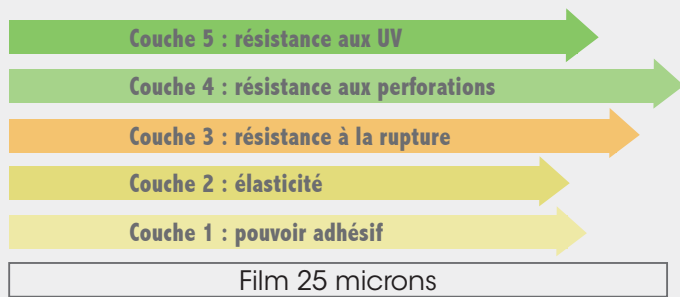 Couche 5 : résistance aux UV
Couche 4 : résistance aux perforations
Couche 3 : résistance à la rupture
Couche 2 : élasticité
Couche 1 : pouvoir adhésif
Film 25 microns